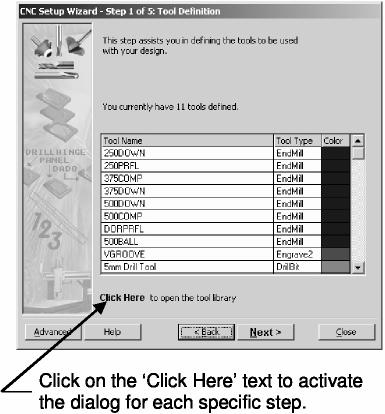 CNC Setup Wizard - Step 1 of 5: Tool Definition
This step assists you in defining the tools to be used
with your design.
You currently have 11 tools defined.
Tool Name Tool Type Color
250DOWN EndMill
250PRFL EndMill
375COMP EndMill
375DOWN EndMill
500DOWN EndMill
500COMP EndMill
DORPRFL EndMill
500BALL EndMill
VGROOVE Engrave2
5mm Drill Tool DrillBit
DRILL HINGE
PANEL
DADO
123
Click Here to open the tool library
Advanced Help < Back Next > Close
Click on the ‘Click Here’ text to activate
the dialog for each specific step.